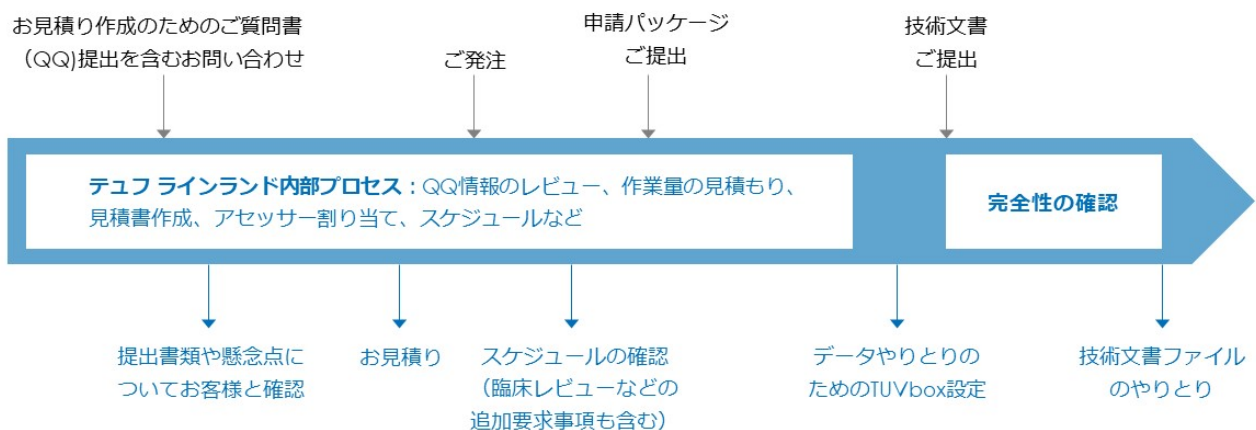 お見積り作成のためのご質問書
（QQ)提出を含むお問い合わせ
ご発注
申請パッケージ
ご提出
技術文書
ご提出
テュフ ラインランド内部プロセス：QQ情報のレビュー、作業量の見積もり、
見積書作成、アセッサー割り当て、スケジュールなど
完全性の確認
提出書類や懸念点に
ついてお客様と確認
お見積り
スケジュールの確認
（臨床レビューなどの
追加要求事項も含む）
データやりとりの
ためのTUVbox設定
技術文書ファイル
のやりとり